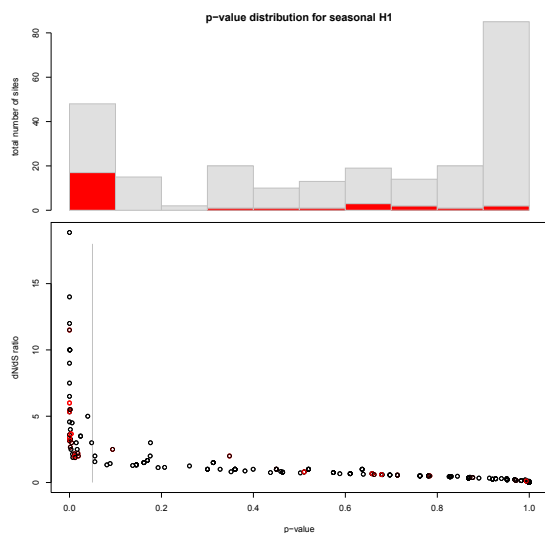 p−value distribution for seasonal H1
total number of sites
80
60
40
20
0
dN/dS ratio
15
10
5
0
0.0 0.2 0.4 0.6 0.8 1.0
p−value